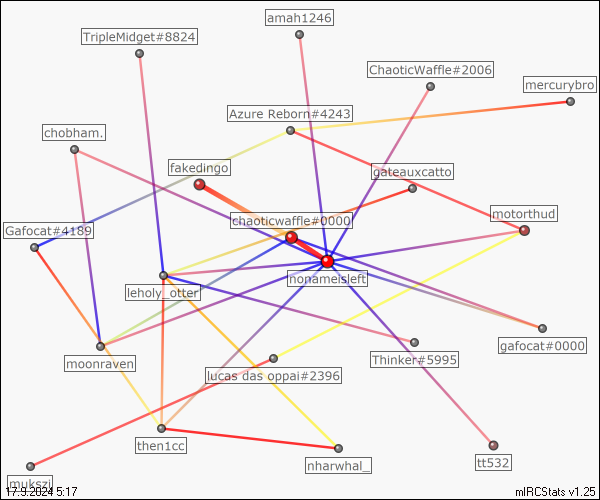 amah1246
TripleMidget#8824
ChaoticWaffle#2006
mercurybro
Azure Reborn#4243
chobham.
fakedingo
gateauxcatto
chaoticwaffle#0000
motorthud
Gafocat#4189
nonameisleft
leholy_otter
gafocat#0000
moonraven
Thinker#5995
lucas das oppai#2396
then1cc
nharwhal_
tt532
mukszi
17.9.2024 5:17
mIRCStats v1.25